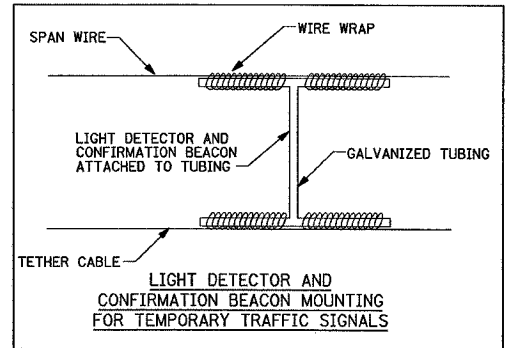 SPAN WIRE
WIRE WRAP
LIGHT DETECTOR AND
CONFIRMATION BEACON
ATTACHED TO TUBING
GALVANIZED TUBING
TETHER CABLE
LIGHT DETECTOR AND
CONFIRMATION BEACON MOUNTING
FOR TEMPORARY TRAFFIC SIGNALS